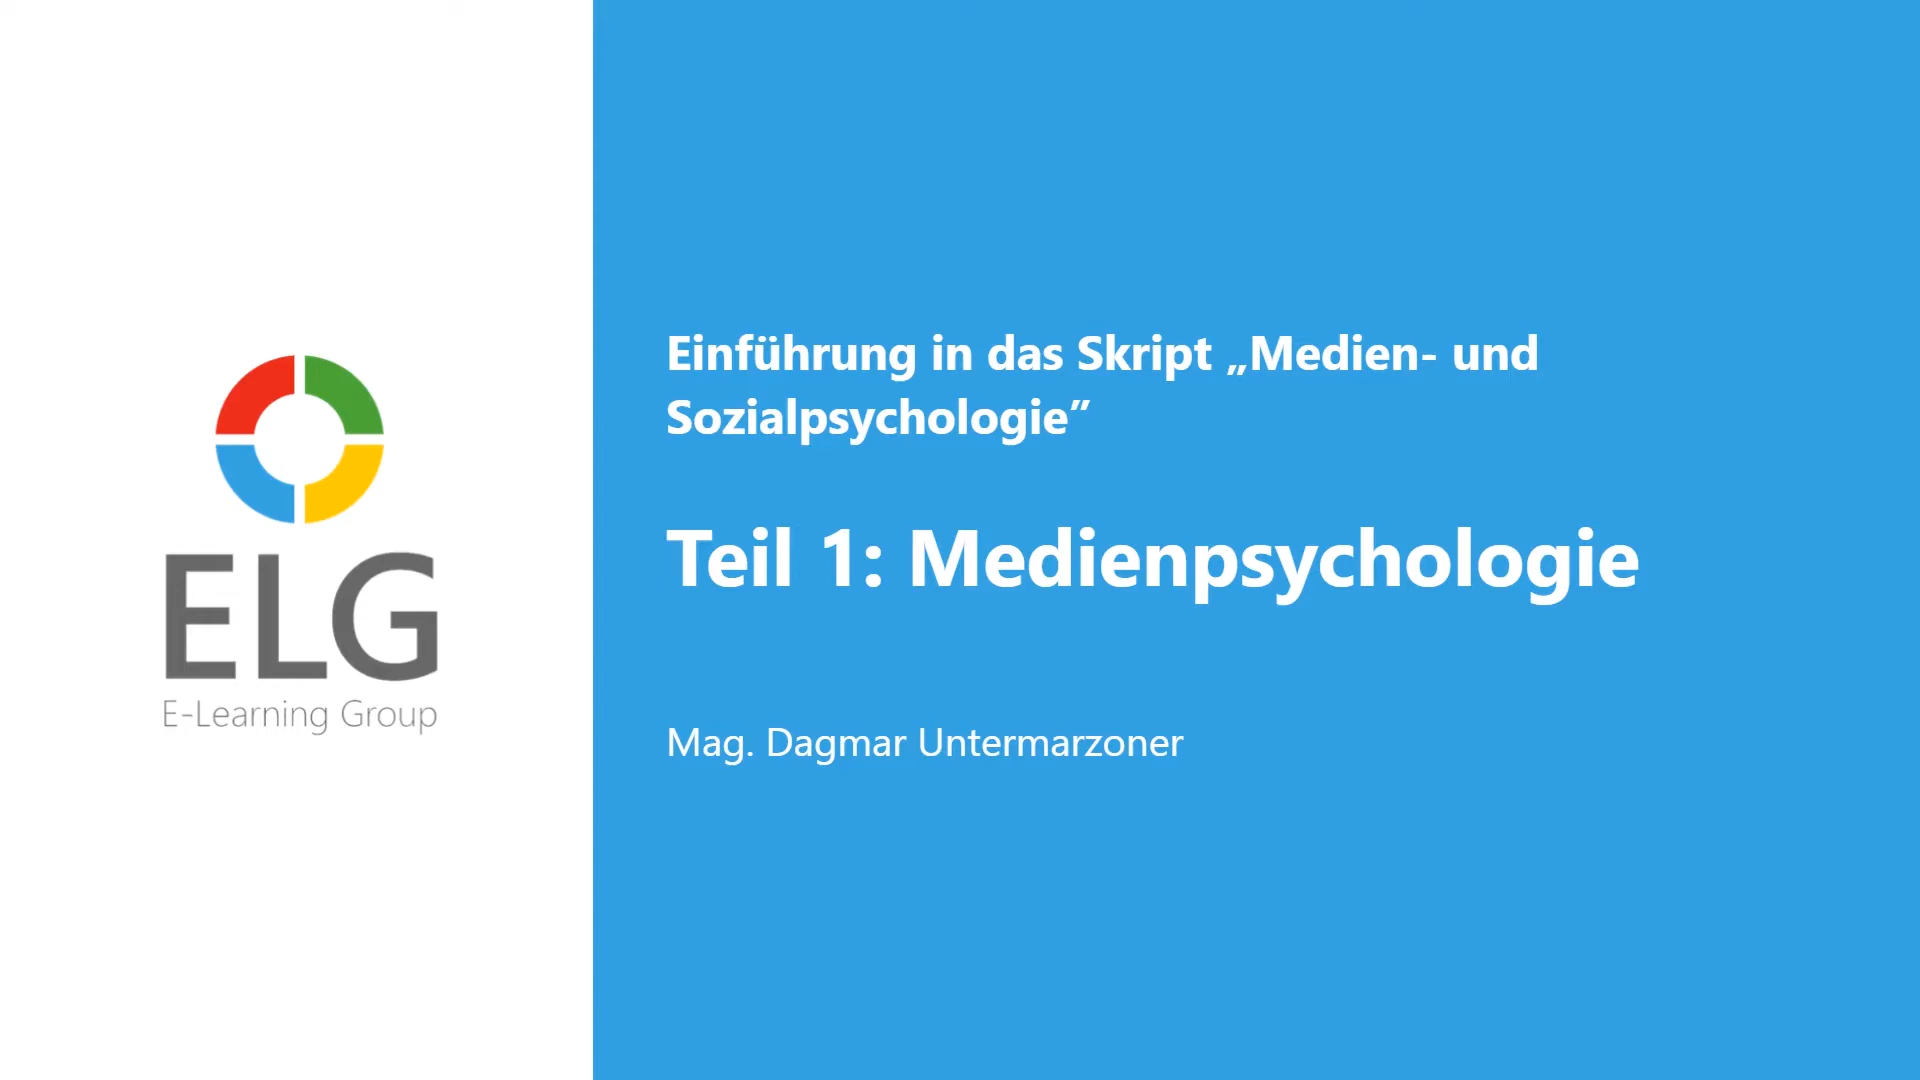 ELG
E-Learning Group
Einführung in das Skript „Medien- und
Sozialpsychologie”
Teil 1: Medienpsychologie
Mag. Dagmar Untermarzoner